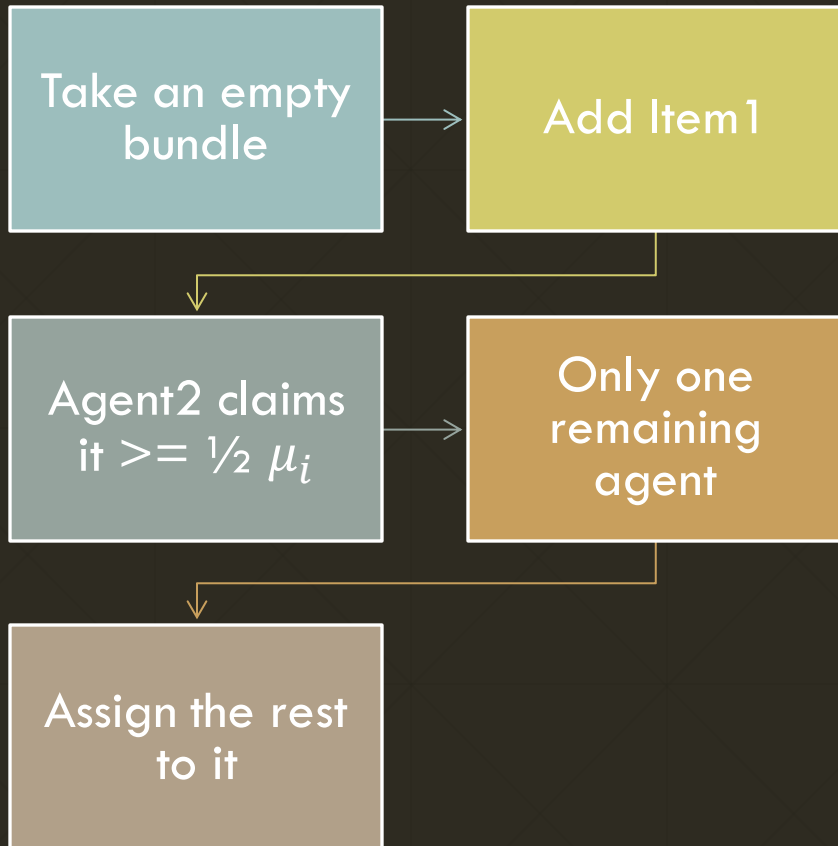 Take an empty
bundle
Add Item1
Agent2 claims
it >= ½ μᵢ
Only one
remaining
agent
Assign the rest
to it